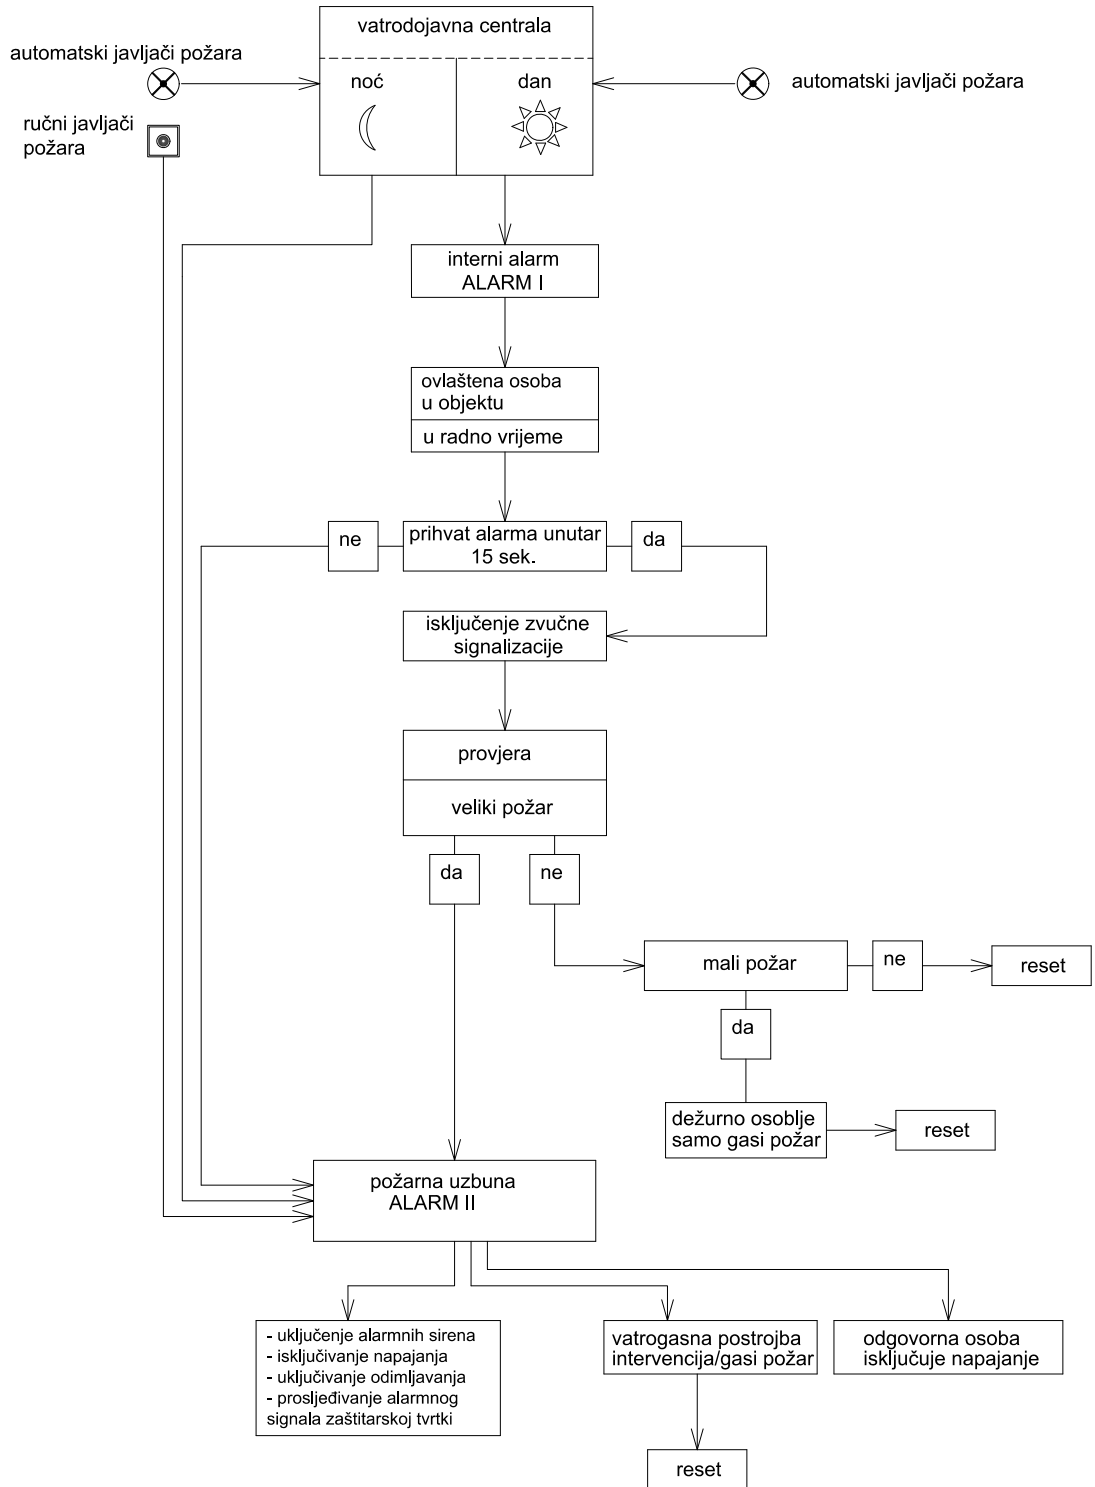 vatrodojavna centrala
automatski javljači požara
noć
dan
automatski javljači požara
ručni javljači
požara
interni alarm
ALARM I
ovlaštena osoba
u objektu
u radno vrijeme
ne
prihvat alarma unutar
15 sek.
da
isključenje zvučne
signalizacije
provjera
veliki požar
da
ne
mali požar
ne
reset
da
dežurno osoblje
samo gasi požar
reset
požarna uzbuna
ALARM II
- uključenje alarmnih sirena
- isključivanje napajanja
- uključivanje odimljavanja
- prosljeđivanje alarmnog
signala zaštitarskoj tvrtki
vatrogasna postrojba
intervencija/gasi požar
odgovorna osoba
isključuje napajanje
reset